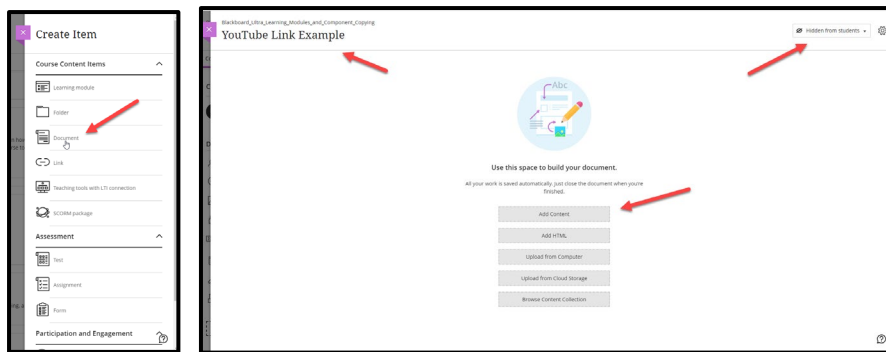 Create Item
Course Content Items
Learning module
Folder
Document
Link
Teaching tools with LTI connection
SCORM package
Assessment
Test
Assignment
Form
Participation and Engagement
Blackboard_Ultra_Learning_Modules_and_Component_Copying
YouTube Link Example
Hidden from students
Abc
Use this space to build your document.
All your work is saved automatically. Just close the document when you're
finished.
Add Content
Add HTML
Upload from Computer
Upload from Cloud Storage
Browse Content Collection